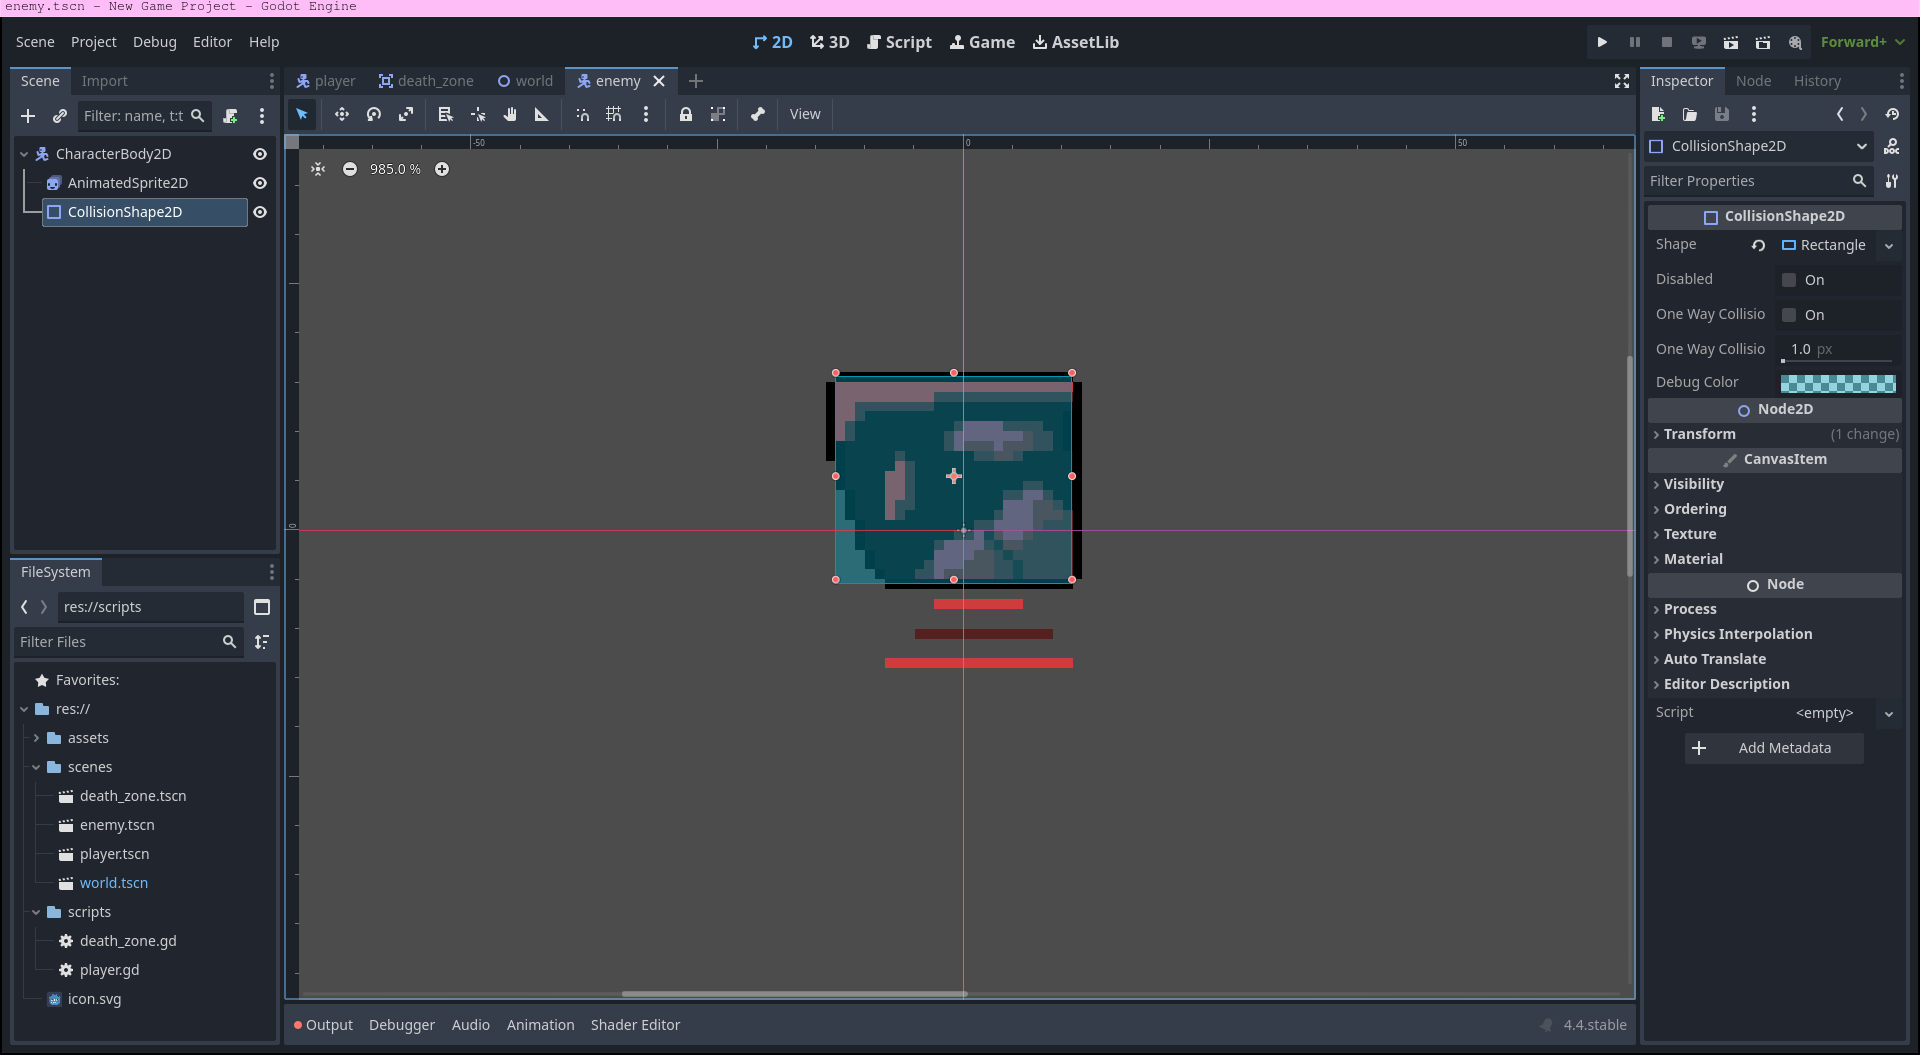 enemy.tscn - New Game Project - Godot Engine
Scene Project Debug Editor Help
2D 3D Script Game AssetLib
Forward+
Scene Import
Filter: name, t:t
CharacterBody2D
AnimatedSprite2D
CollisionShape2D
FileSystem
res://scripts
Filter Files
Favorites:
res://
assets
scenes
death_zone.tscn
enemy.tscn
player.tscn
world.tscn
scripts
death_zone.gd
player.gd
icon.svg
player death_zone world enemy
View
-50 0 50
985.0 %
0
Output Debugger Audio Animation Shader Editor
4.4.stable
Inspector Node History
CollisionShape2D
DOC
Filter Properties
CollisionShape2D
Shape Rectangle
Disabled On
One Way Collisio On
One Way Collisio 1.0 px
Debug Color
Node2D
Transform (1 change)
CanvasItem
Visibility
Ordering
Texture
Material
Node
Process
Physics Interpolation
Auto Translate
Editor Description
Script <empty>
Add Metadata